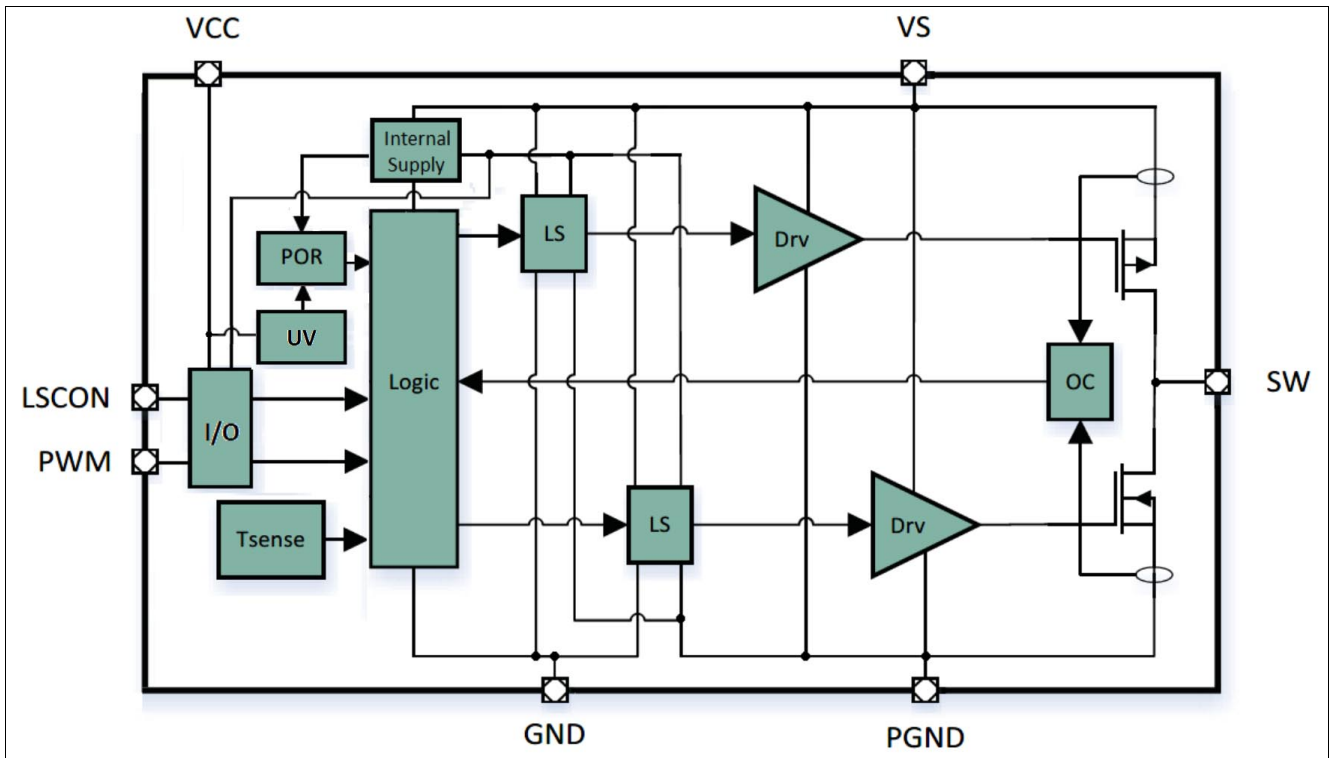 VCC
VS
Internal
Supply
LS
Drv
POR
UV
Logic
OC
SW
LSCON
I/O
PWM
Tsense
LS
Drv
GND
PGND